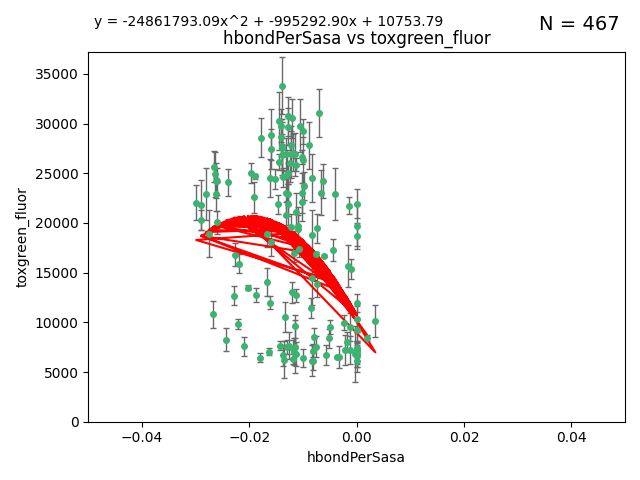 y = -24861793.09x^2 + -995292.90x + 10753.79
N = 467
hbondPerSasa vs toxgreen_fluor
35000
30000
25000
20000
15000
10000
5000
0
toxgreen_fluor
-0.04
-0.02
0.00
0.02
0.04
hbondPerSasa